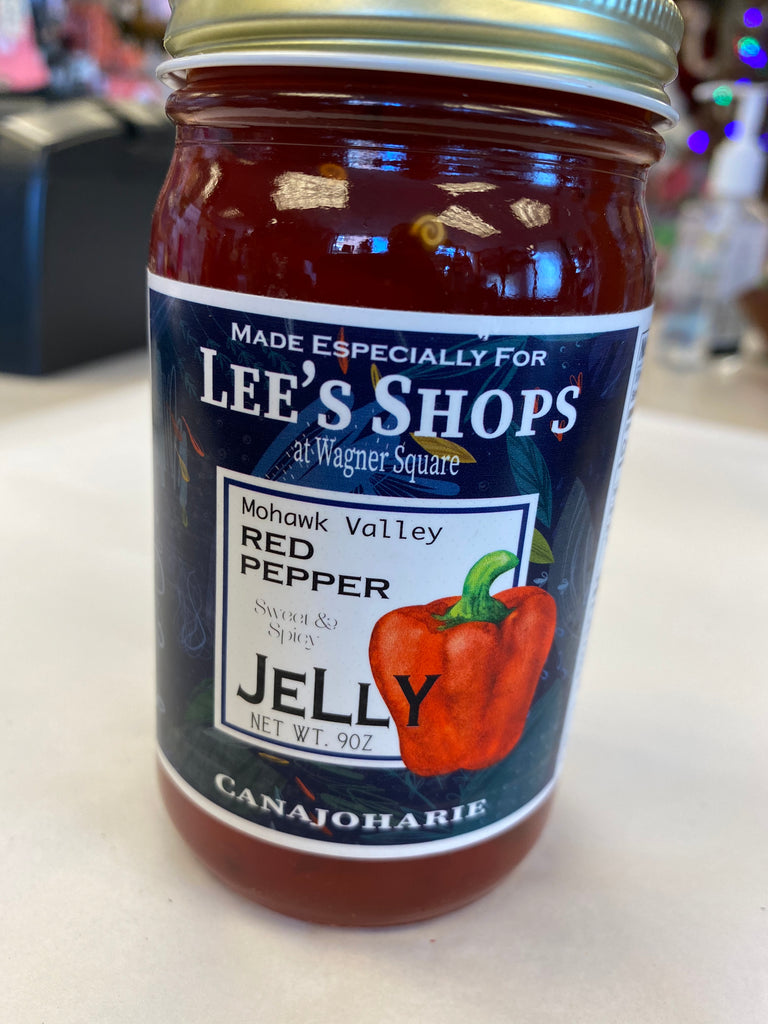 Made Especially For
Lee's Shops
at Wagner Square
Mohawk Valley
RED
PEPPER
Sweet &
Spicy
JeLLy
NET WT. 9OZ
Canajoharie